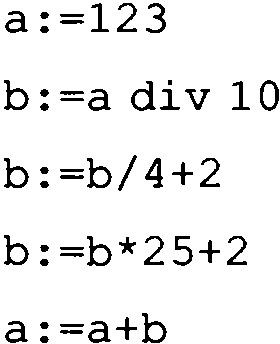 a:=123
b:=a div 10
b:=b/4+2
b:=b*25+2
a:=a+b